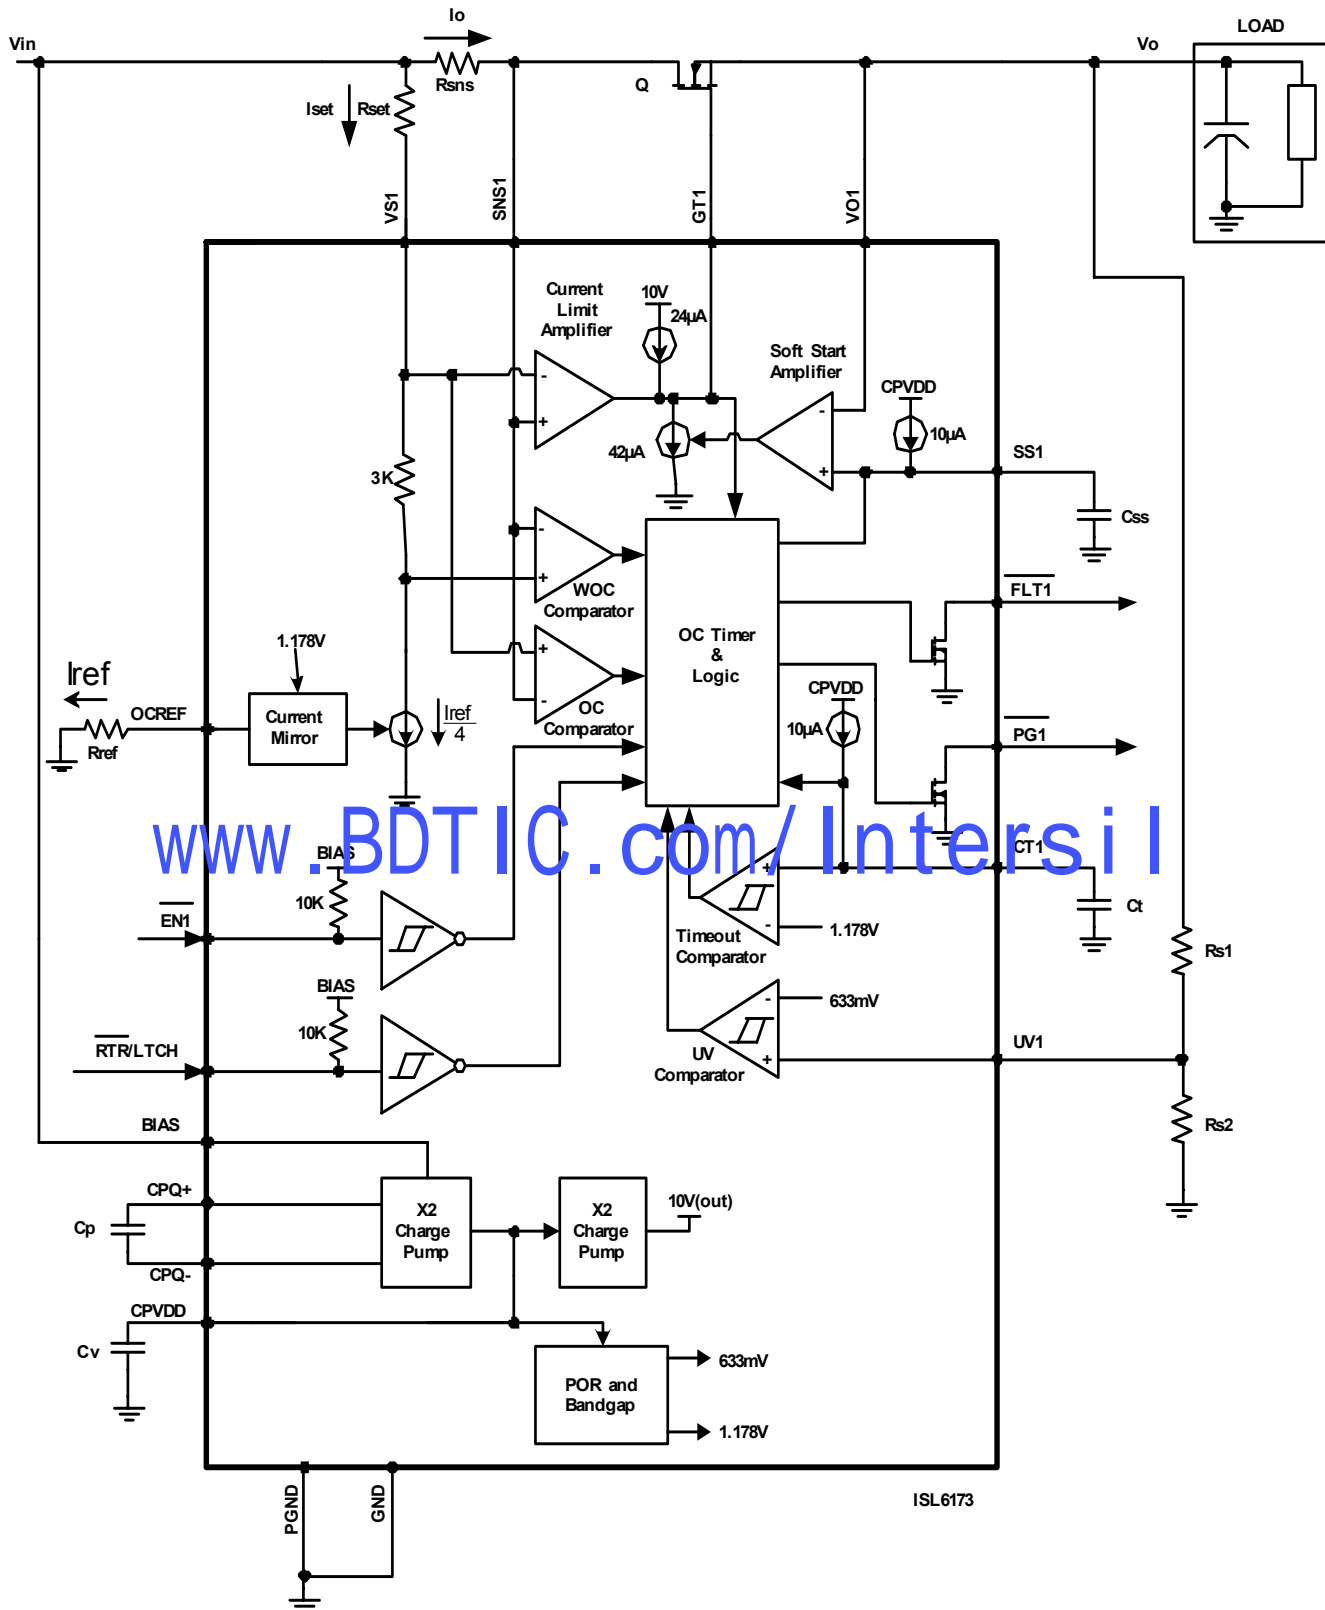 Io
Vin
Vo
LOAD
Rsns
Q
Iset
Rset
VS1
SNS1
GT1
VO1
Current
Limit
Amplifier
10V
24µA
Soft Start
Amplifier
CPVDD
10µA
SS1
-
+
42µA
-
+
3K
Css
-
+
WOC
Comparator
FLT1
OC Timer
&
Logic
1.178V
Iref
OCREF
Rref
Current
Mirror
Iref
4
+
-
OC
Comparator
CPVDD
10µA
PG1
www.BDTIC.com/Intersil
BIAS
10K
EN1
CT1
+
-
1.178V
Timeout
Comparator
Ct
Rs1
BIAS
10K
RTR/LTCH
-
633mV
+
UV
Comparator
UV1
Rs2
BIAS
CPQ+
Cp
CPQ-
X2
Charge
Pump
X2
Charge
Pump
10V(out)
CPVDD
Cv
POR and
Bandgap
633mV
1.178V
PGND
GND
ISL6173